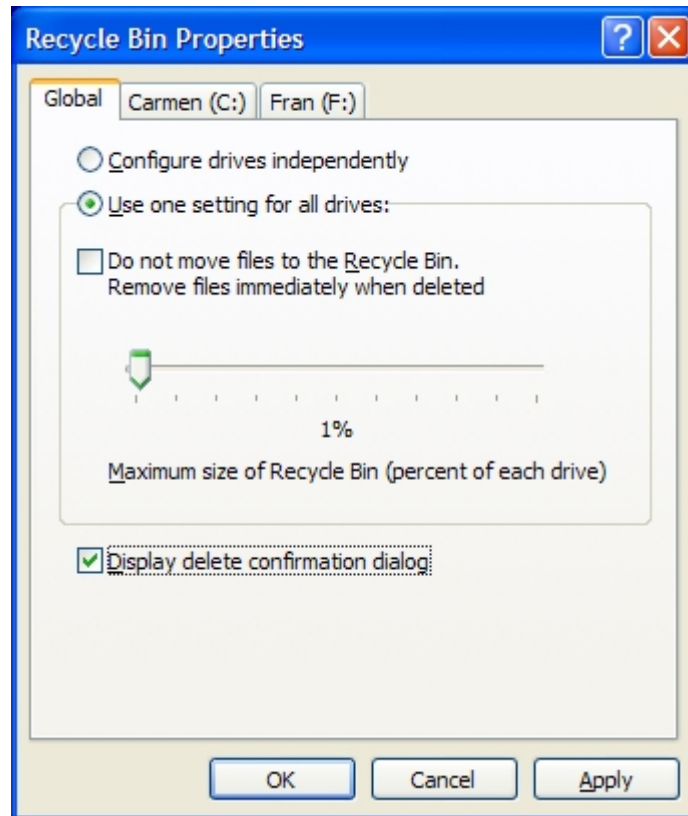 Recycle Bin Properties
Global Carmen (C:) Fran (F:)
Configure drives independently
Use one setting for all drives:
Do not move files to the Recycle Bin.
Remove files immediately when deleted
1%
Maximum size of Recycle Bin (percent of each drive)
Display delete confirmation dialog
OK Cancel Apply